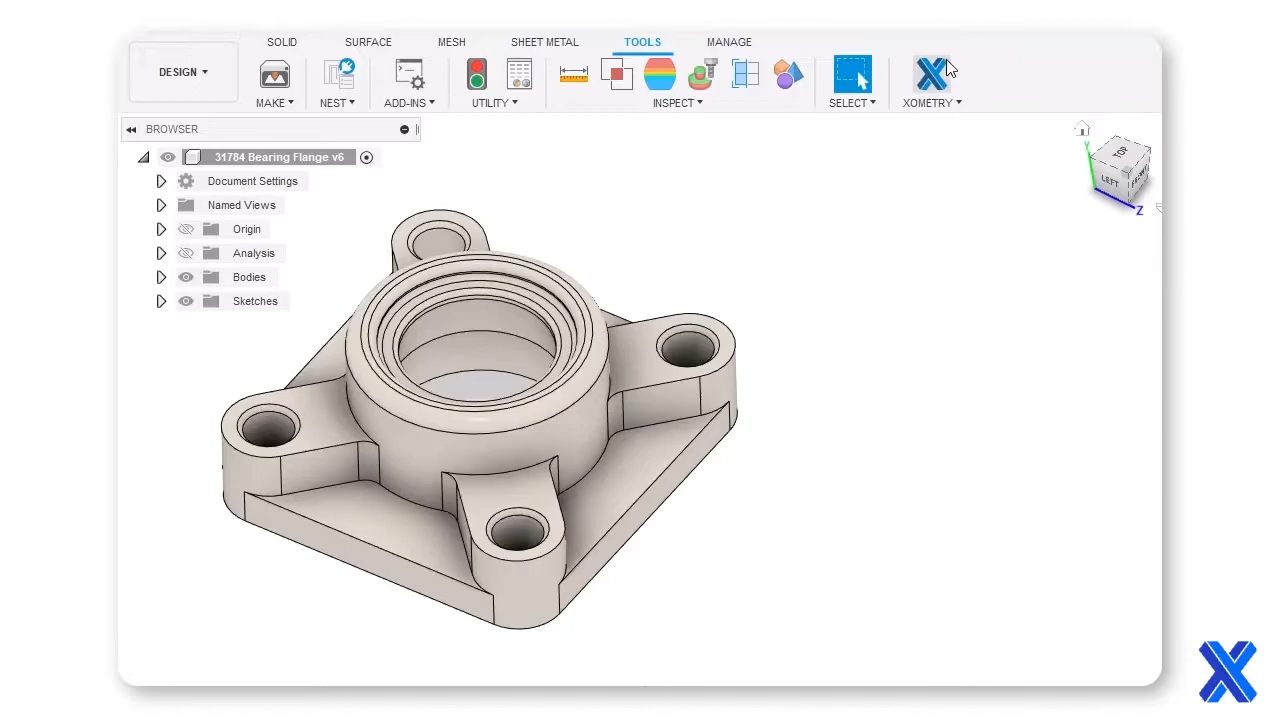 SOLID SURFACE MESH SHEET METAL TOOLS MANAGE
DESIGN
MAKE NEST ADD-INS UTILITY INSPECT SELECT XOMETRY
BROWSER
31784 Bearing Flange v6
Document Settings
Named Views
Origin
Analysis
Bodies
Sketches
Y
TOP
LEFT
FRONT
Z